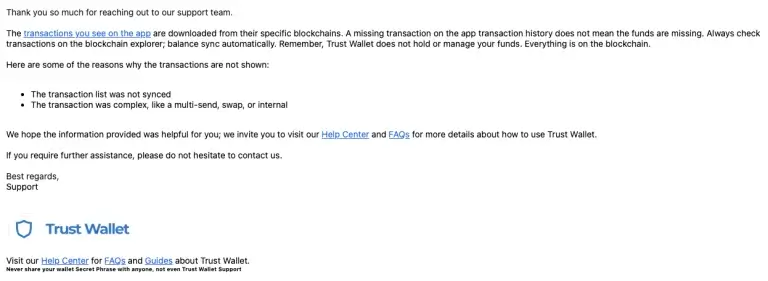 Thank you so much for reaching out to our support team.
The transactions you see on the app are downloaded from their specific blockchains. A missing transaction on the app transaction history does not mean the funds are missing. Always check
transactions on the blockchain explorer; balance sync automatically. Remember, Trust Wallet does not hold or manage your funds. Everything is on the blockchain.
Here are some of the reasons why the transactions are not shown:
• The transaction list was not synced
• The transaction was complex, like a multi-send, swap, or internal
We hope the information provided was helpful for you; we invite you to visit our Help Center and FAQs for more details about how to use Trust Wallet.
If you require further assistance, please do not hesitate to contact us.
Best regards,
Support
Trust Wallet
Visit our Help Center for FAQs and Guides about Trust Wallet.
Never share your wallet Secret Phrase with anyone, not even Trust Wallet Support